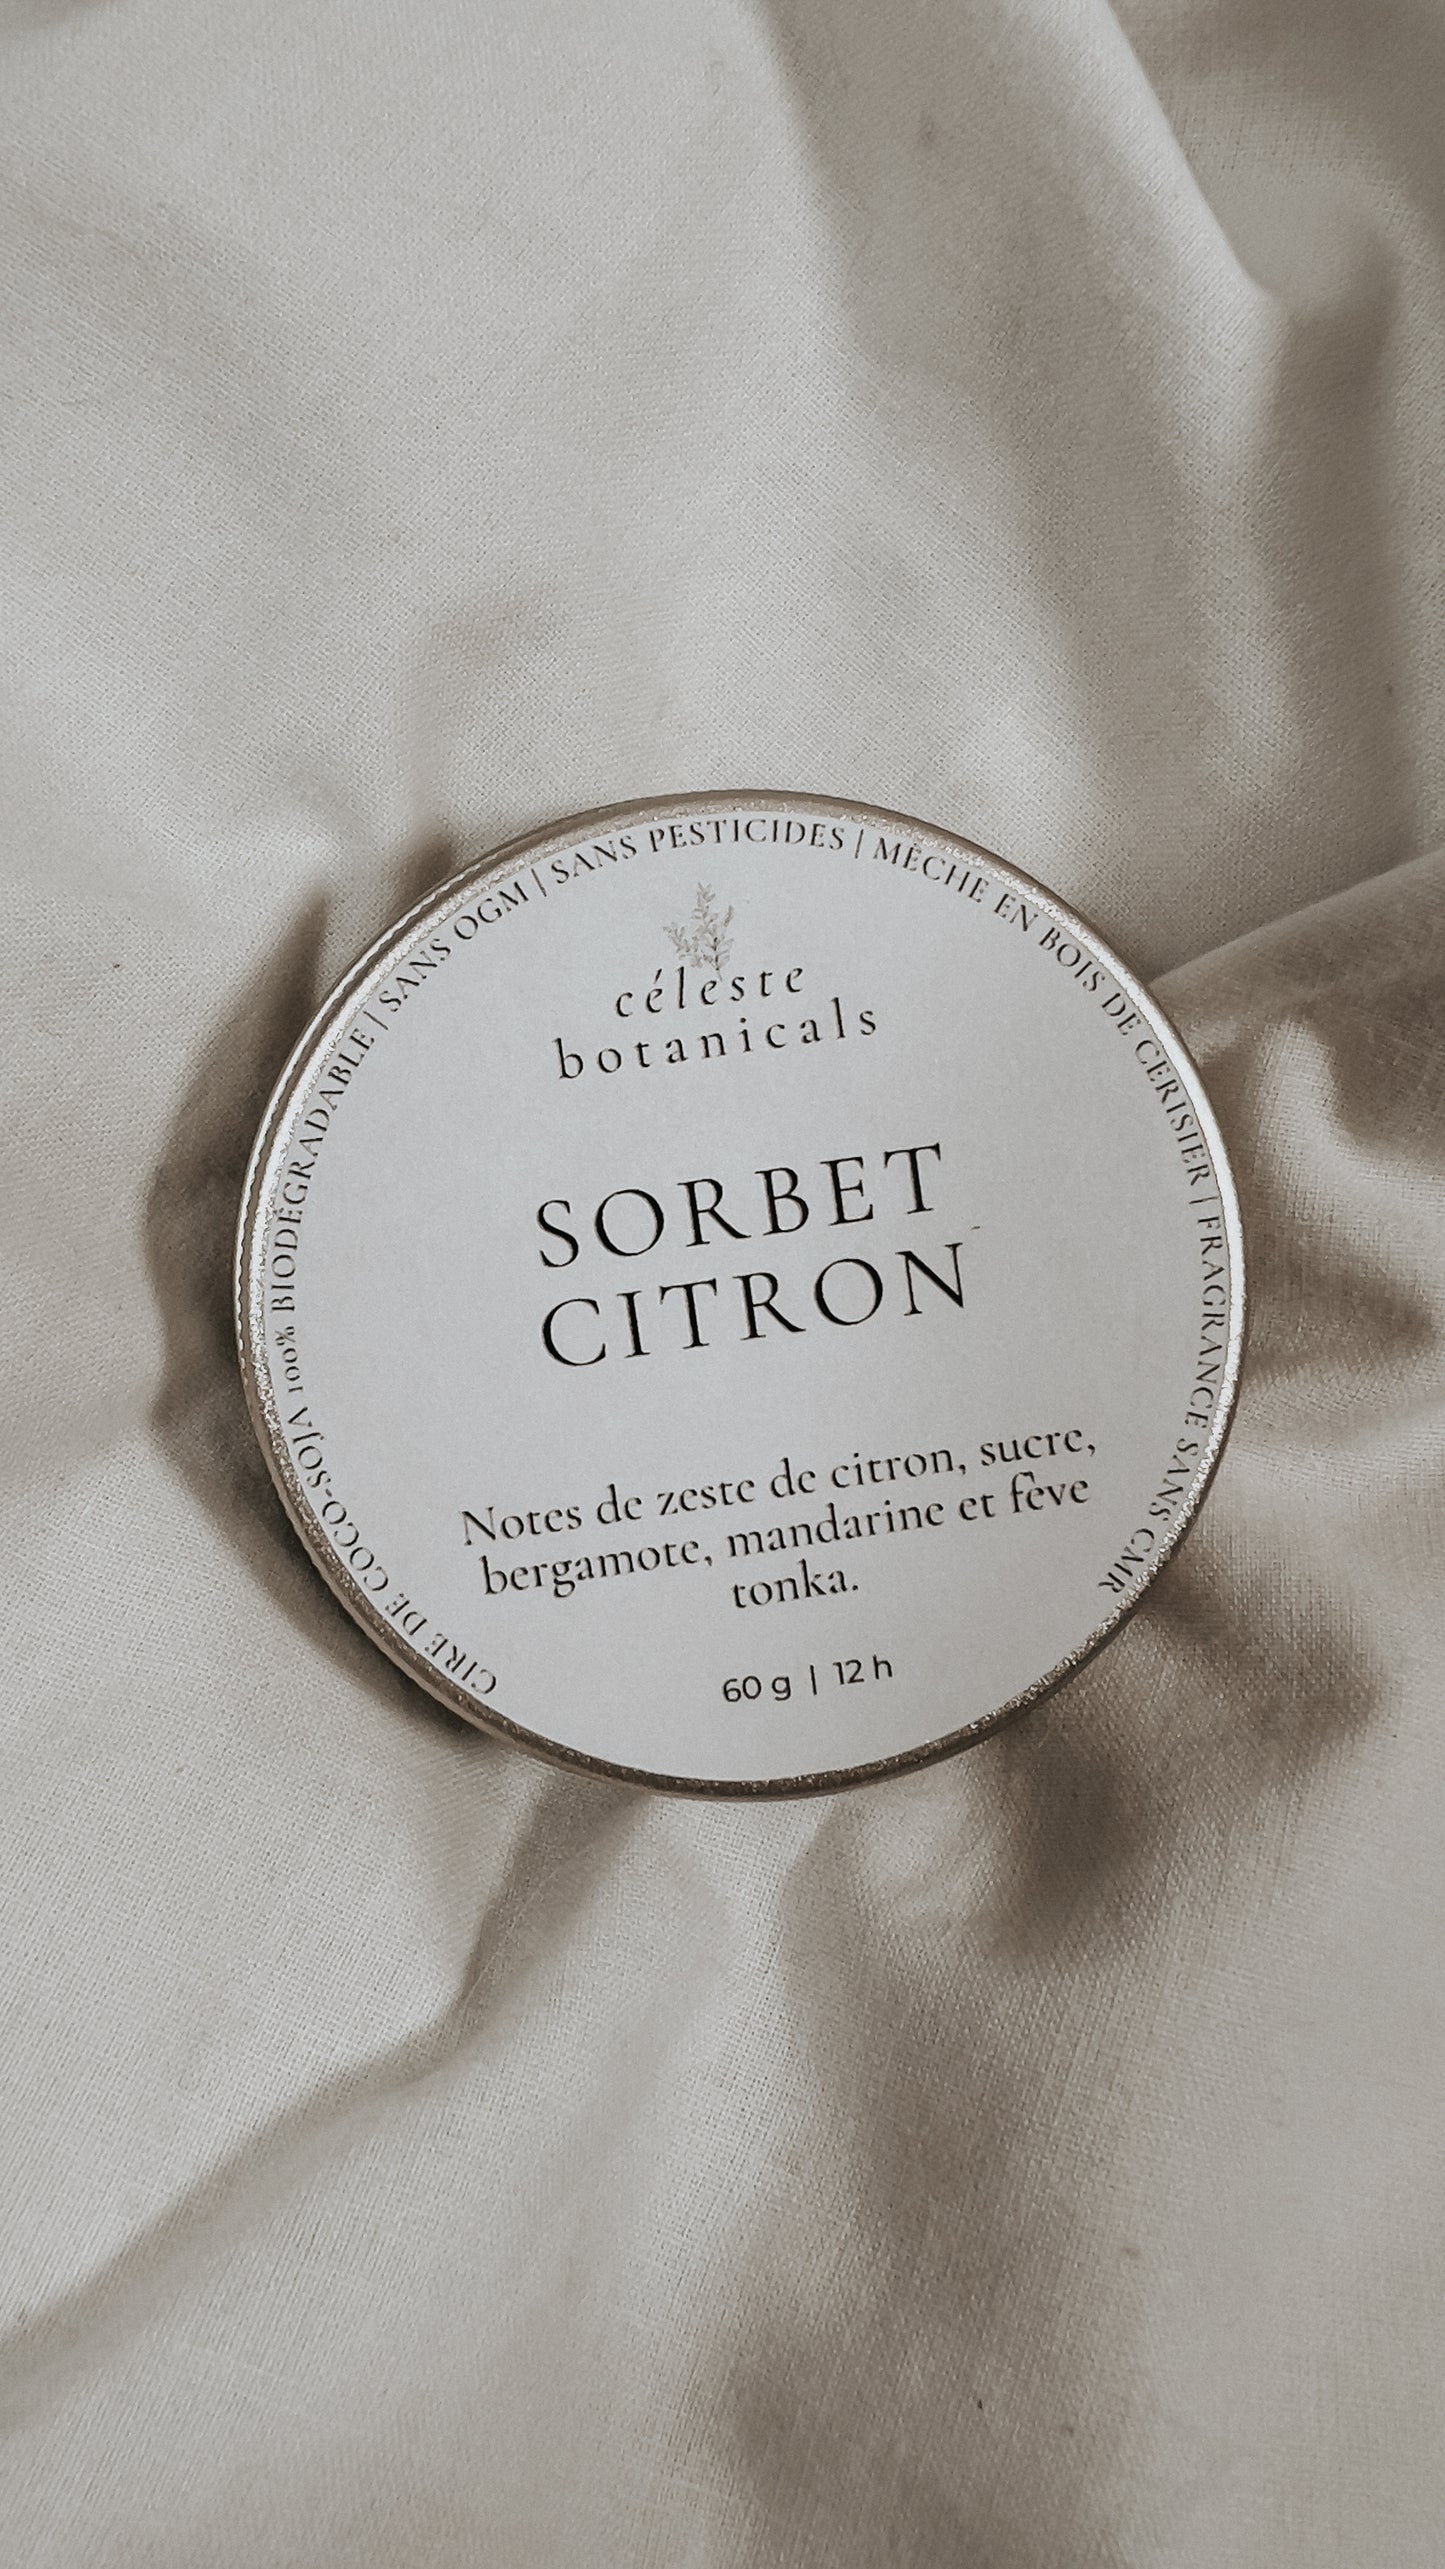 CIRE DE COCO-SOJA 100% BIODÉGRADABLE | SANS OGM | SANS PESTICIDES | MÈCHE EN BOIS DE CERISIER | FRAGRANCE SANS CMR
céleste
botanicals
SORBET
CITRON
Notes de zeste de citron, sucre,
bergamote, mandarine et fève
tonka.
60 g | 12 h